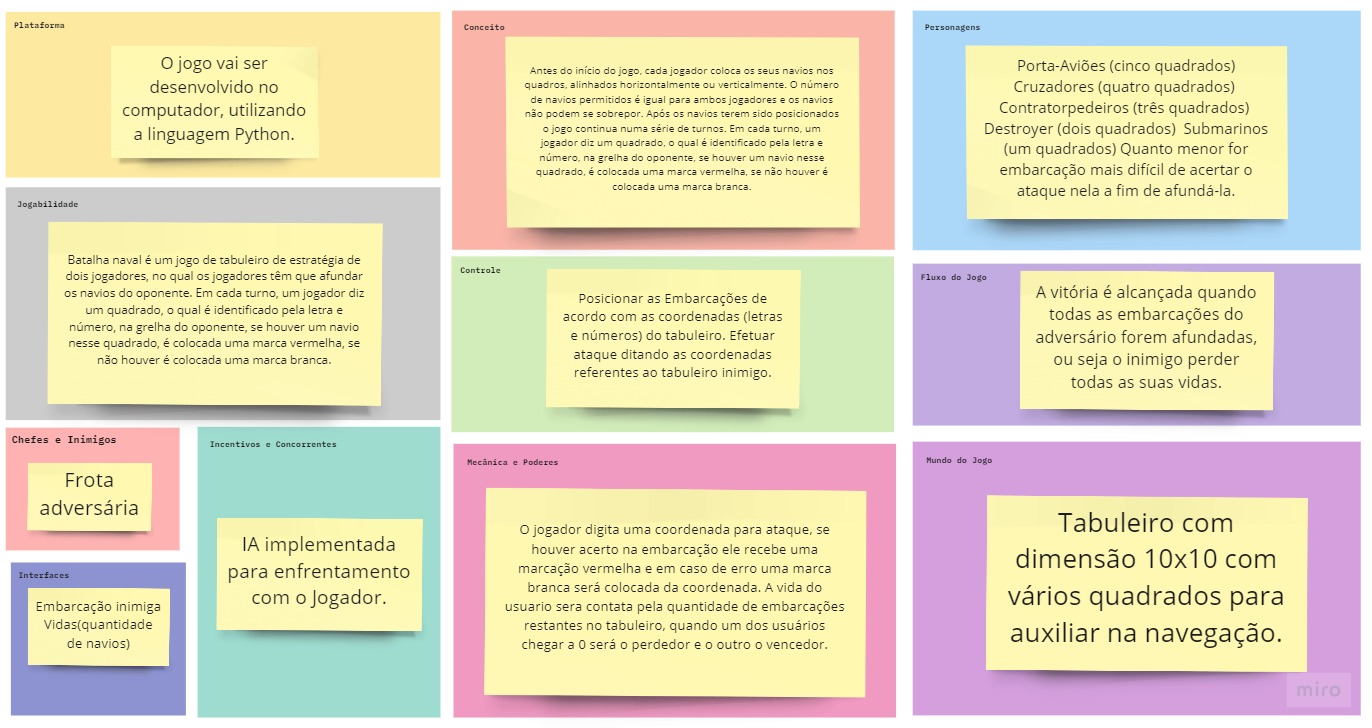 Plataforma
O jogo vai ser
desenvolvido no
computador, utilizando
a linguagem Python.
Jogabilidade
Batalha naval é um jogo de tabuleiro de estratégia de
dois jogadores, no qual os jogadores têm que afundar
os navios do oponente. Em cada turno, um jogador diz
um quadrado, o qual é identificado pela letra e
número, na grelha do oponente, se houver um navio
nesse quadrado, é colocada uma marca vermelha, se
não houver é colocada uma marca branca.
Chefes e Inimigos
Frota
adversária
Interfaces
Embarcação inimiga
Vidas(quantidade
de navios)
Incentivos e Concorrentes
IA implementada
para enfrentamento
com o Jogador.
Conceito
Antes do início do jogo, cada jogador coloca os seus navios nos
quadros, alinhados horizontalmente ou verticalmente. O número
de navios permitidos é igual para ambos jogadores e os navios
não podem se sobrepor. Após os navios terem sido posicionados
o jogo continua numa série de turnos. Em cada turno, um
jogador diz um quadrado, o qual é identificado pela letra e
número, na grelha do oponente, se houver um navio nesse
quadrado, é colocada uma marca vermelha, se não houver é
colocada uma marca branca.
Controle
Posicionar as Embarcações de
acordo com as coordenadas (letras
e números) do tabuleiro. Efetuar
ataque ditando as coordenadas
referentes ao tabuleiro inimigo.
Mecânica e Poderes
O jogador digita uma coordenada para ataque, se
houver acerto na embarcação ele recebe uma
marcação vermelha e em caso de erro uma marca
branca será colocada da coordenada. A vida do
usuario sera contata pela quantidade de embarcações
restantes no tabuleiro, quando um dos usuários
chegar a 0 será o perdedor e o outro o vencedor.
Personagens
Porta-Aviões (cinco quadrados)
Cruzadores (quatro quadrados)
Contratorpedeiros (três quadrados)
Destroyer (dois quadrados) Submarinos
(um quadrados) Quanto menor for
embarcação mais difícil de acertar o
ataque nela a fim de afundá-la.
Fluxo do Jogo
A vitória é alcançada quando
todas as embarcações do
adversário forem afundadas,
ou seja o inimigo perder
todas as suas vidas.
Mundo do Jogo
Tabuleiro com
dimensão 10x10 com
vários quadrados para
auxiliar na navegação.
miro